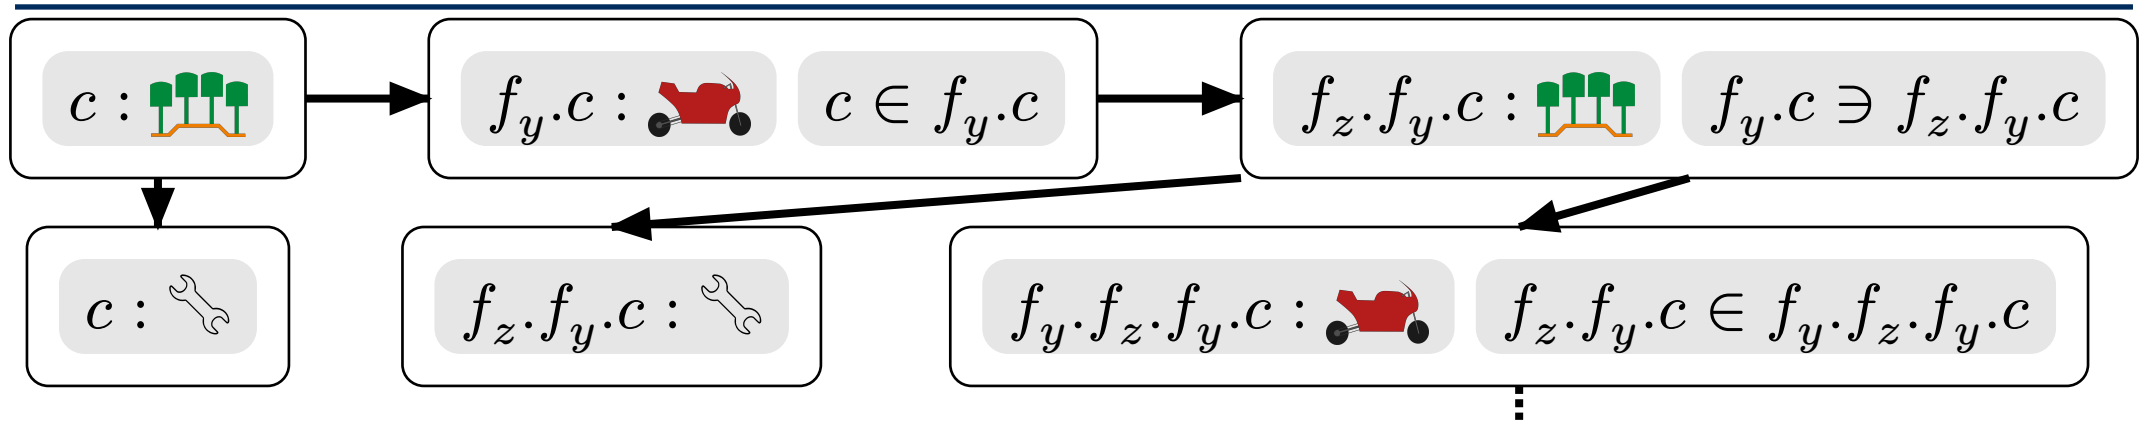 c :
f_y.c : c ∈ f_y.c
f_z.f_y.c : f_y.c ∋ f_z.f_y.c
c :
f_z.f_y.c :
f_y.f_z.f_y.c : f_z.f_y.c ∈ f_y.f_z.f_y.c